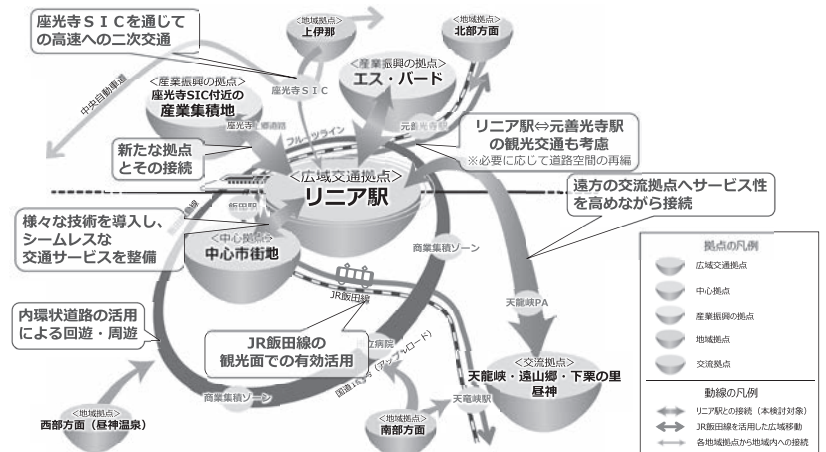 座光寺ＳＩＣを通じて
の高速への二次交通
<地域拠点>
上伊那
<地域拠点>
北部方面
中央自動車道
<産業振興の拠点>
座光寺SIC付近の
産業集積地
座光寺ＳＩＣ
<産業振興の拠点>
エス・バード
フルーツライン
新たな拠点
とその接続
リニア駅⇔元善光寺駅
の観光交通も考慮
※必要に応じて道路空間の再編
<広域交通拠点>
リニア駅
遠方の交流拠点へサービス性
を高めながら接続
様々な技術を導入し、
シームレスな
交通サービスを整備
飯田駅
<中心拠点>
中心市街地
商業集積ゾーン
JR飯田線
天龍峡PA
内環状道路の活用
による回遊・周遊
JR飯田線の
観光面での有効活用
商業集積ゾーン
<地域拠点>
西部方面（昼神温泉）
<地域拠点>
南部方面
天竜峡駅
<交流拠点>
天龍峡・遠山郷・下栗の里
昼神
拠点の凡例
広域交通拠点
中心拠点
産業振興の拠点
地域拠点
交流拠点
動線の凡例
リニア駅との接続（本検討対象）
JR飯田線を活用した広域移動
各地域拠点から地域内への接続